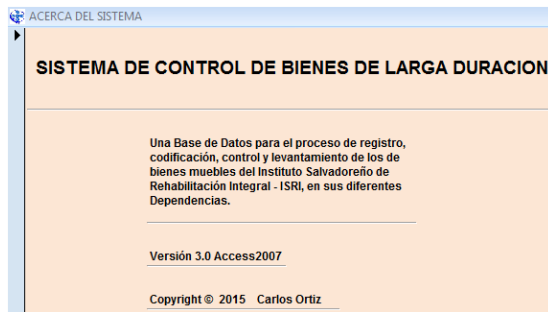 ACERCA DEL SISTEMA
SISTEMA DE CONTROL DE BIENES DE LARGA DURACION
Una Base de Datos para el proceso de registro,
codificación, control y levantamiento de los de
bienes muebles del Instituto Salvadoreño de
Rehabilitación Integral - ISRI, en sus diferentes
Dependencias.
Versión 3.0 Access2007
Copyright © 2015 Carlos Ortiz